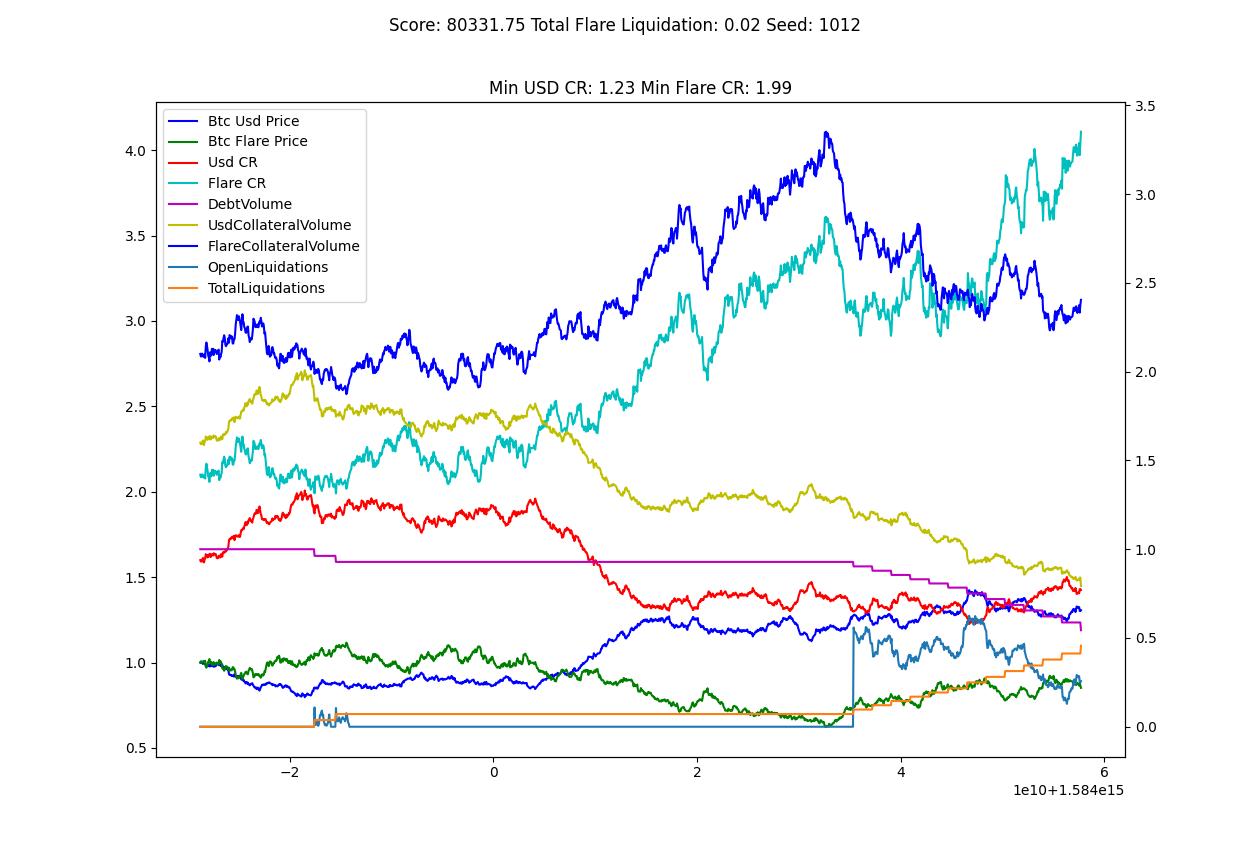 Score: 80331.75 Total Flare Liquidation: 0.02 Seed: 1012
Min USD CR: 1.23 Min Flare CR: 1.99
Btc Usd Price
Btc Flare Price
Usd CR
Flare CR
DebtVolume
UsdCollateralVolume
FlareCollateralVolume
OpenLiquidations
TotalLiquidations
4.0
3.5
3.0
2.5
2.0
1.5
1.0
0.5
3.5
3.0
2.5
2.0
1.5
1.0
0.5
0.0
−2 0 2 4 6
1e10+1.584e15